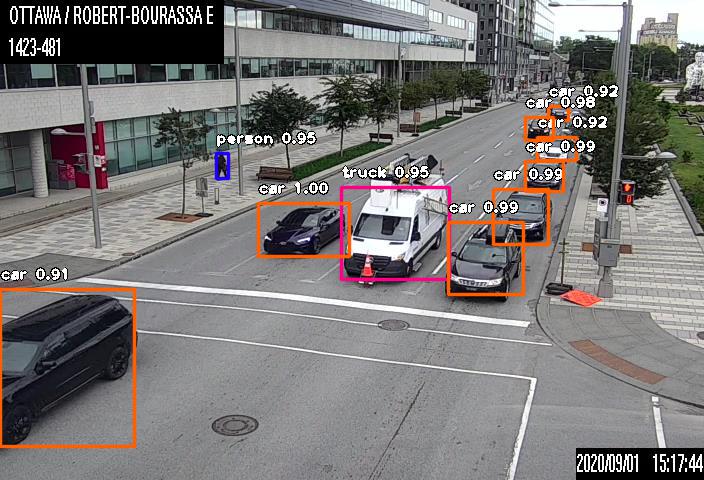 OTTAWA / ROBERT-BOURASSA E
1423-481
car 0.92
car 0.98
car 0.92
person 0.95
car 0.99
truck 0.95
car 0.99
car 1.00
car 0.99
car 0.91
2020/09/01 15:17:44